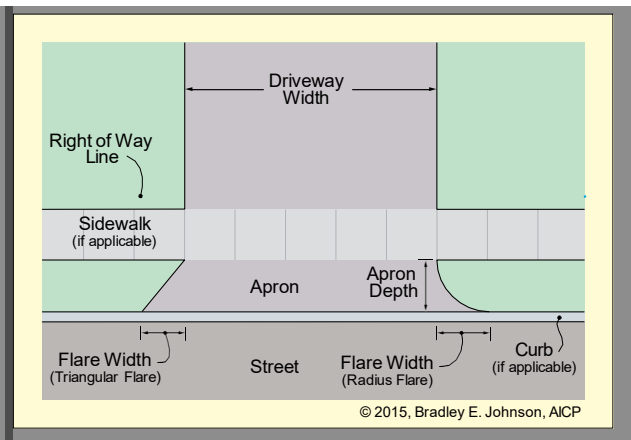 Driveway
Width
Right of Way
Line
Sidewalk
(if applicable)
Apron
Apron
Depth
Flare Width
(Triangular Flare)
Street
Flare Width
(Radius Flare)
Curb
(if applicable)
© 2015, Bradley E. Johnson, AICP